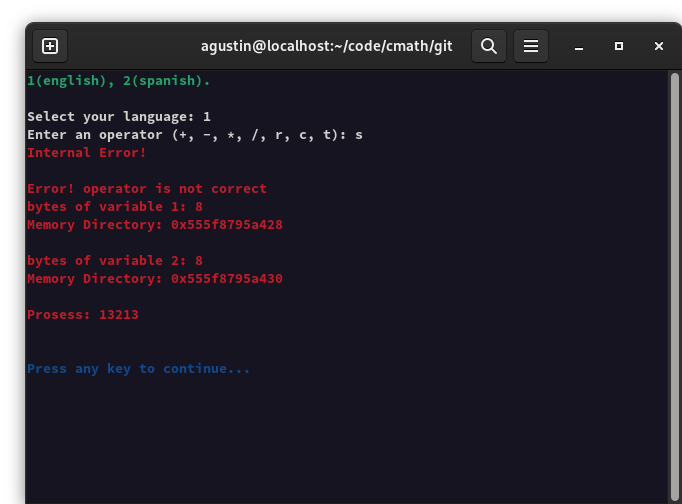 agustin@localhost:~/code/cmath/git
1(english), 2(spanish).
Select your language: 1
Enter an operator (+, -, *, /, r, c, t): s
Internal Error!
Error! operator is not correct
bytes of variable 1: 8
Memory Directory: 0x555f8795a428
bytes of variable 2: 8
Memory Directory: 0x555f8795a430
Prosess: 13213
Press any key to continue...